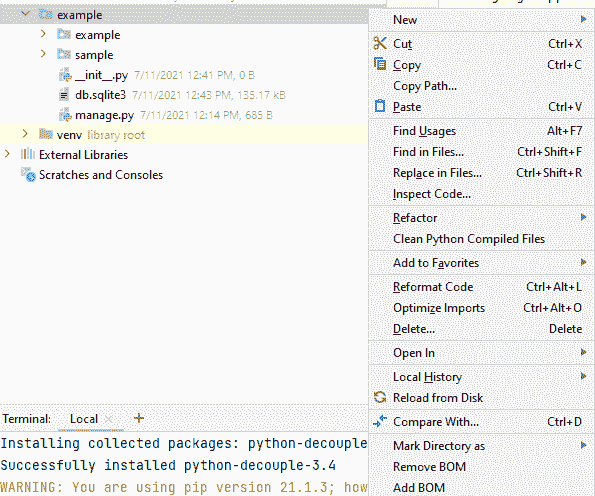 example
example
sample
__init__.py 7/11/2021 12:41 PM, 0 B
db.sqlite3 7/11/2021 12:43 PM, 135.17 kB
manage.py 7/11/2021 12:14 PM, 685 B
venv library root
External Libraries
Scratches and Consoles
New
Cut Ctrl+X
Copy Ctrl+C
Copy Path...
Paste Ctrl+V
Find Usages Alt+F7
Find in Files... Ctrl+Shift+F
Replace in Files... Ctrl+Shift+R
Inspect Code...
Refactor
Clean Python Compiled Files
Add to Favorites
Reformat Code Ctrl+Alt+L
Optimize Imports Ctrl+Alt+O
Delete... Delete
Open In
Local History
Reload from Disk
Compare With... Ctrl+D
Mark Directory as
Remove BOM
Add BOM
Terminal: Local × +
Installing collected packages: python-decouple
Successfully installed python-decouple-3.4
WARNING: You are using pip version 21.1.3; how